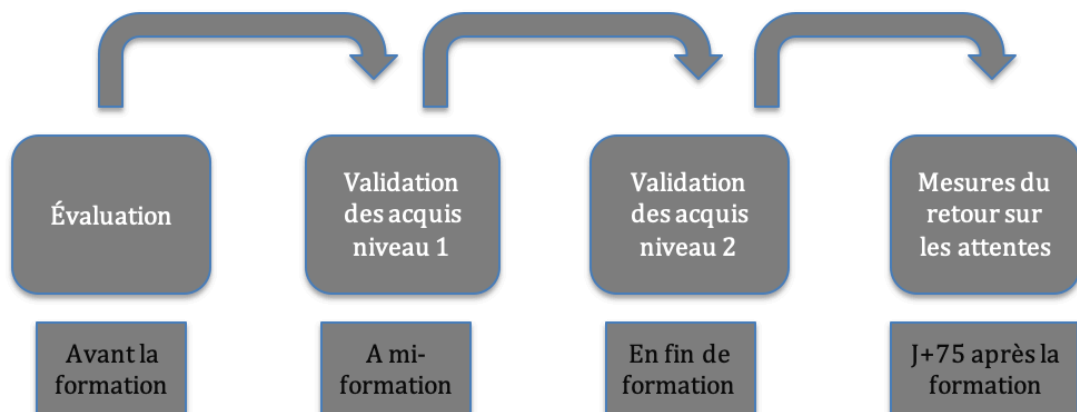 Évaluation
Validation
des acquis
niveau 1
Validation
des acquis
niveau 2
Mesures du
retour sur
les attentes
Avant la
formation
A mi-
formation
En fin de
formation
J+75 après la
formation